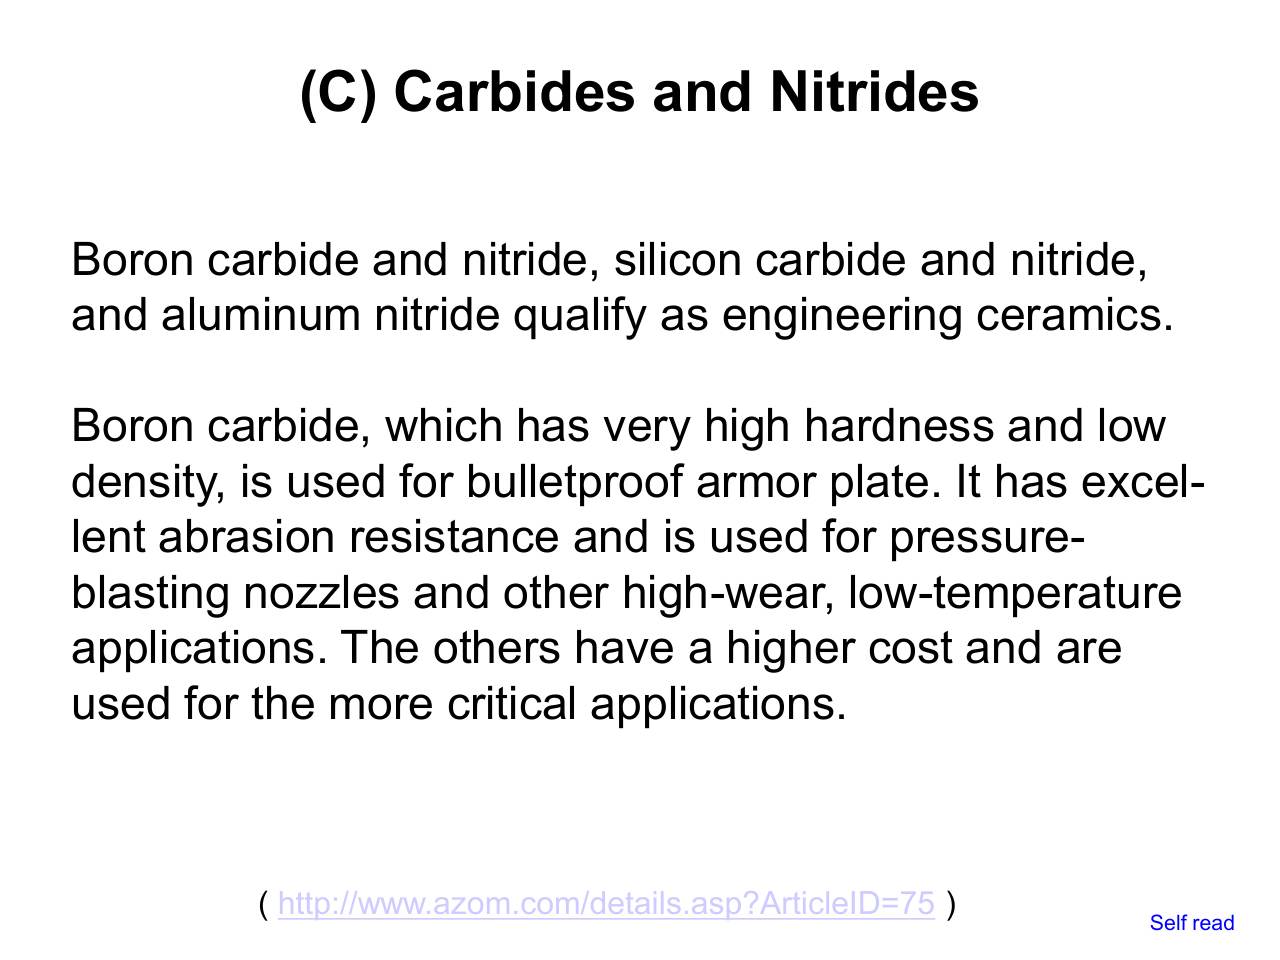 (C) Carbides and Nitrides
Boron carbide and nitride, silicon carbide and nitride,
and aluminum nitride qualify as engineering ceramics.
Boron carbide, which has very high hardness and low
density, is used for bulletproof armor plate. It has excel-
lent abrasion resistance and is used for pressure-
blasting nozzles and other high-wear, low-temperature
applications. The others have a higher cost and are
used for the more critical applications.
( http://www.azom.com/details.asp?ArticleID=75 )
Self read